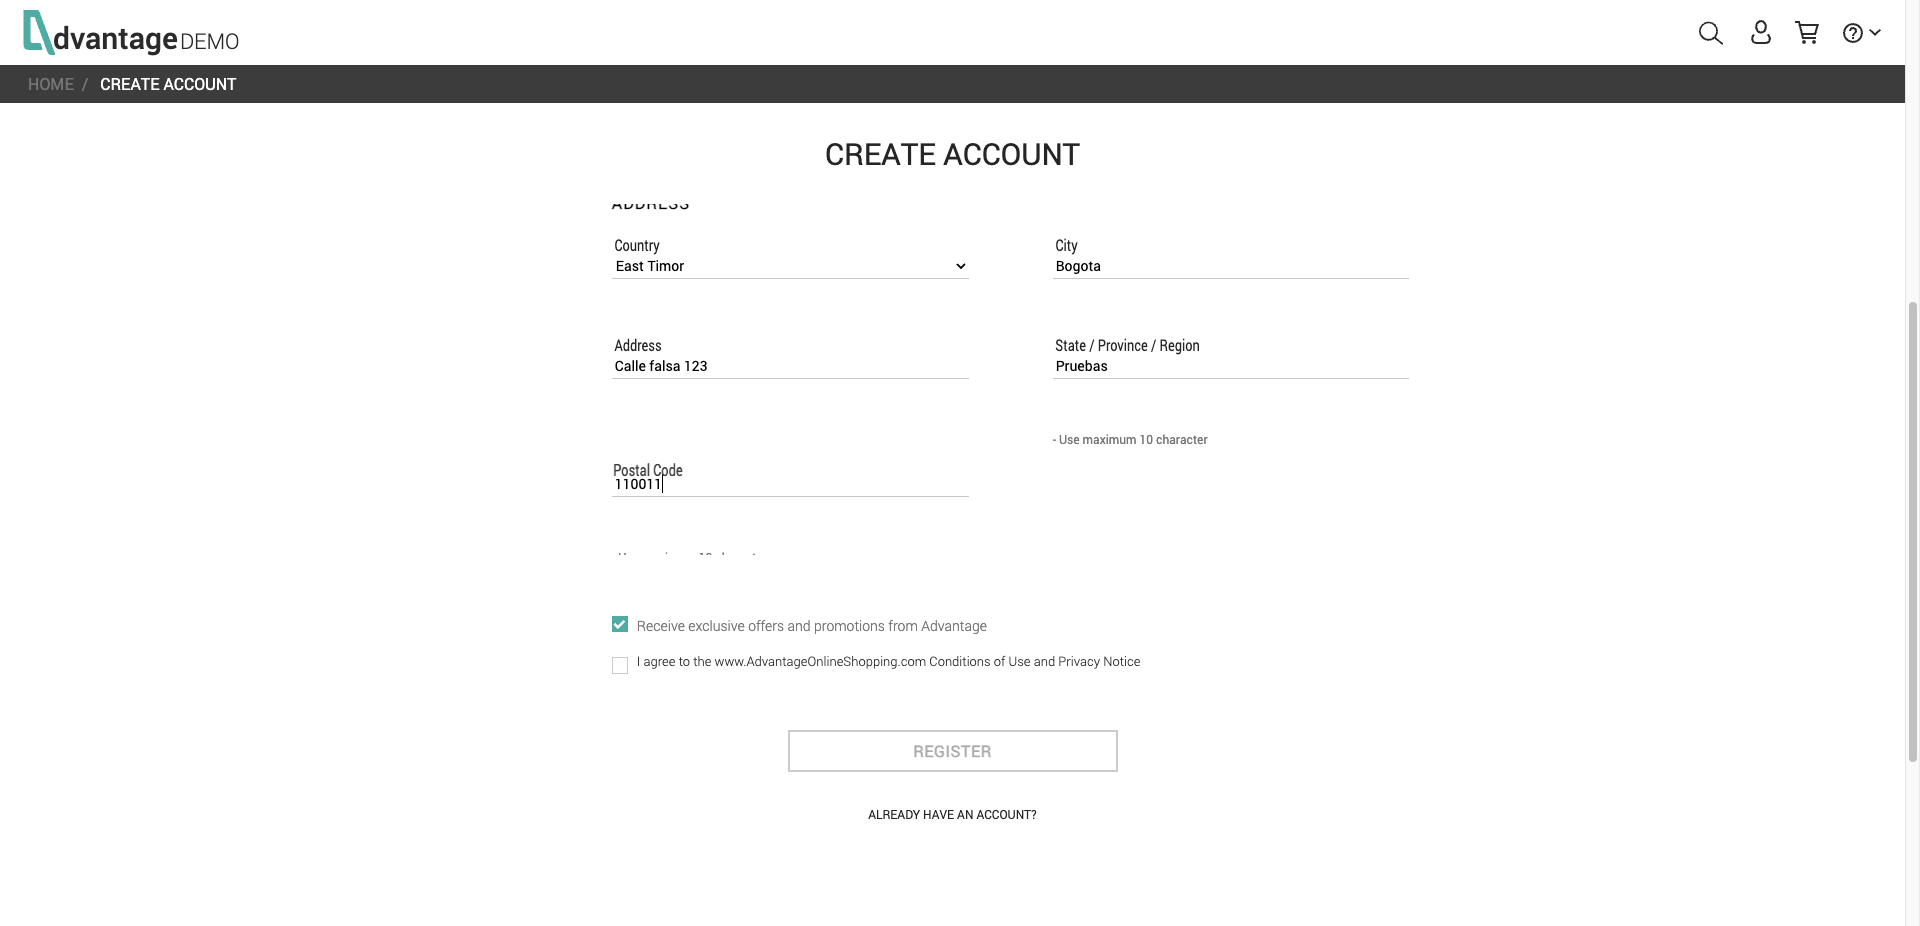 dvantage DEMO
HOME / CREATE ACCOUNT
CREATE ACCOUNT
ADDRESS
Country
East Timor
City
Bogota
Address
Calle falsa 123
State / Province / Region
Pruebas
- Use maximum 10 character
Postal Code
110011
Receive exclusive offers and promotions from Advantage
I agree to the www.AdvantageOnlineShopping.com Conditions of Use and Privacy Notice
REGISTER
ALREADY HAVE AN ACCOUNT?